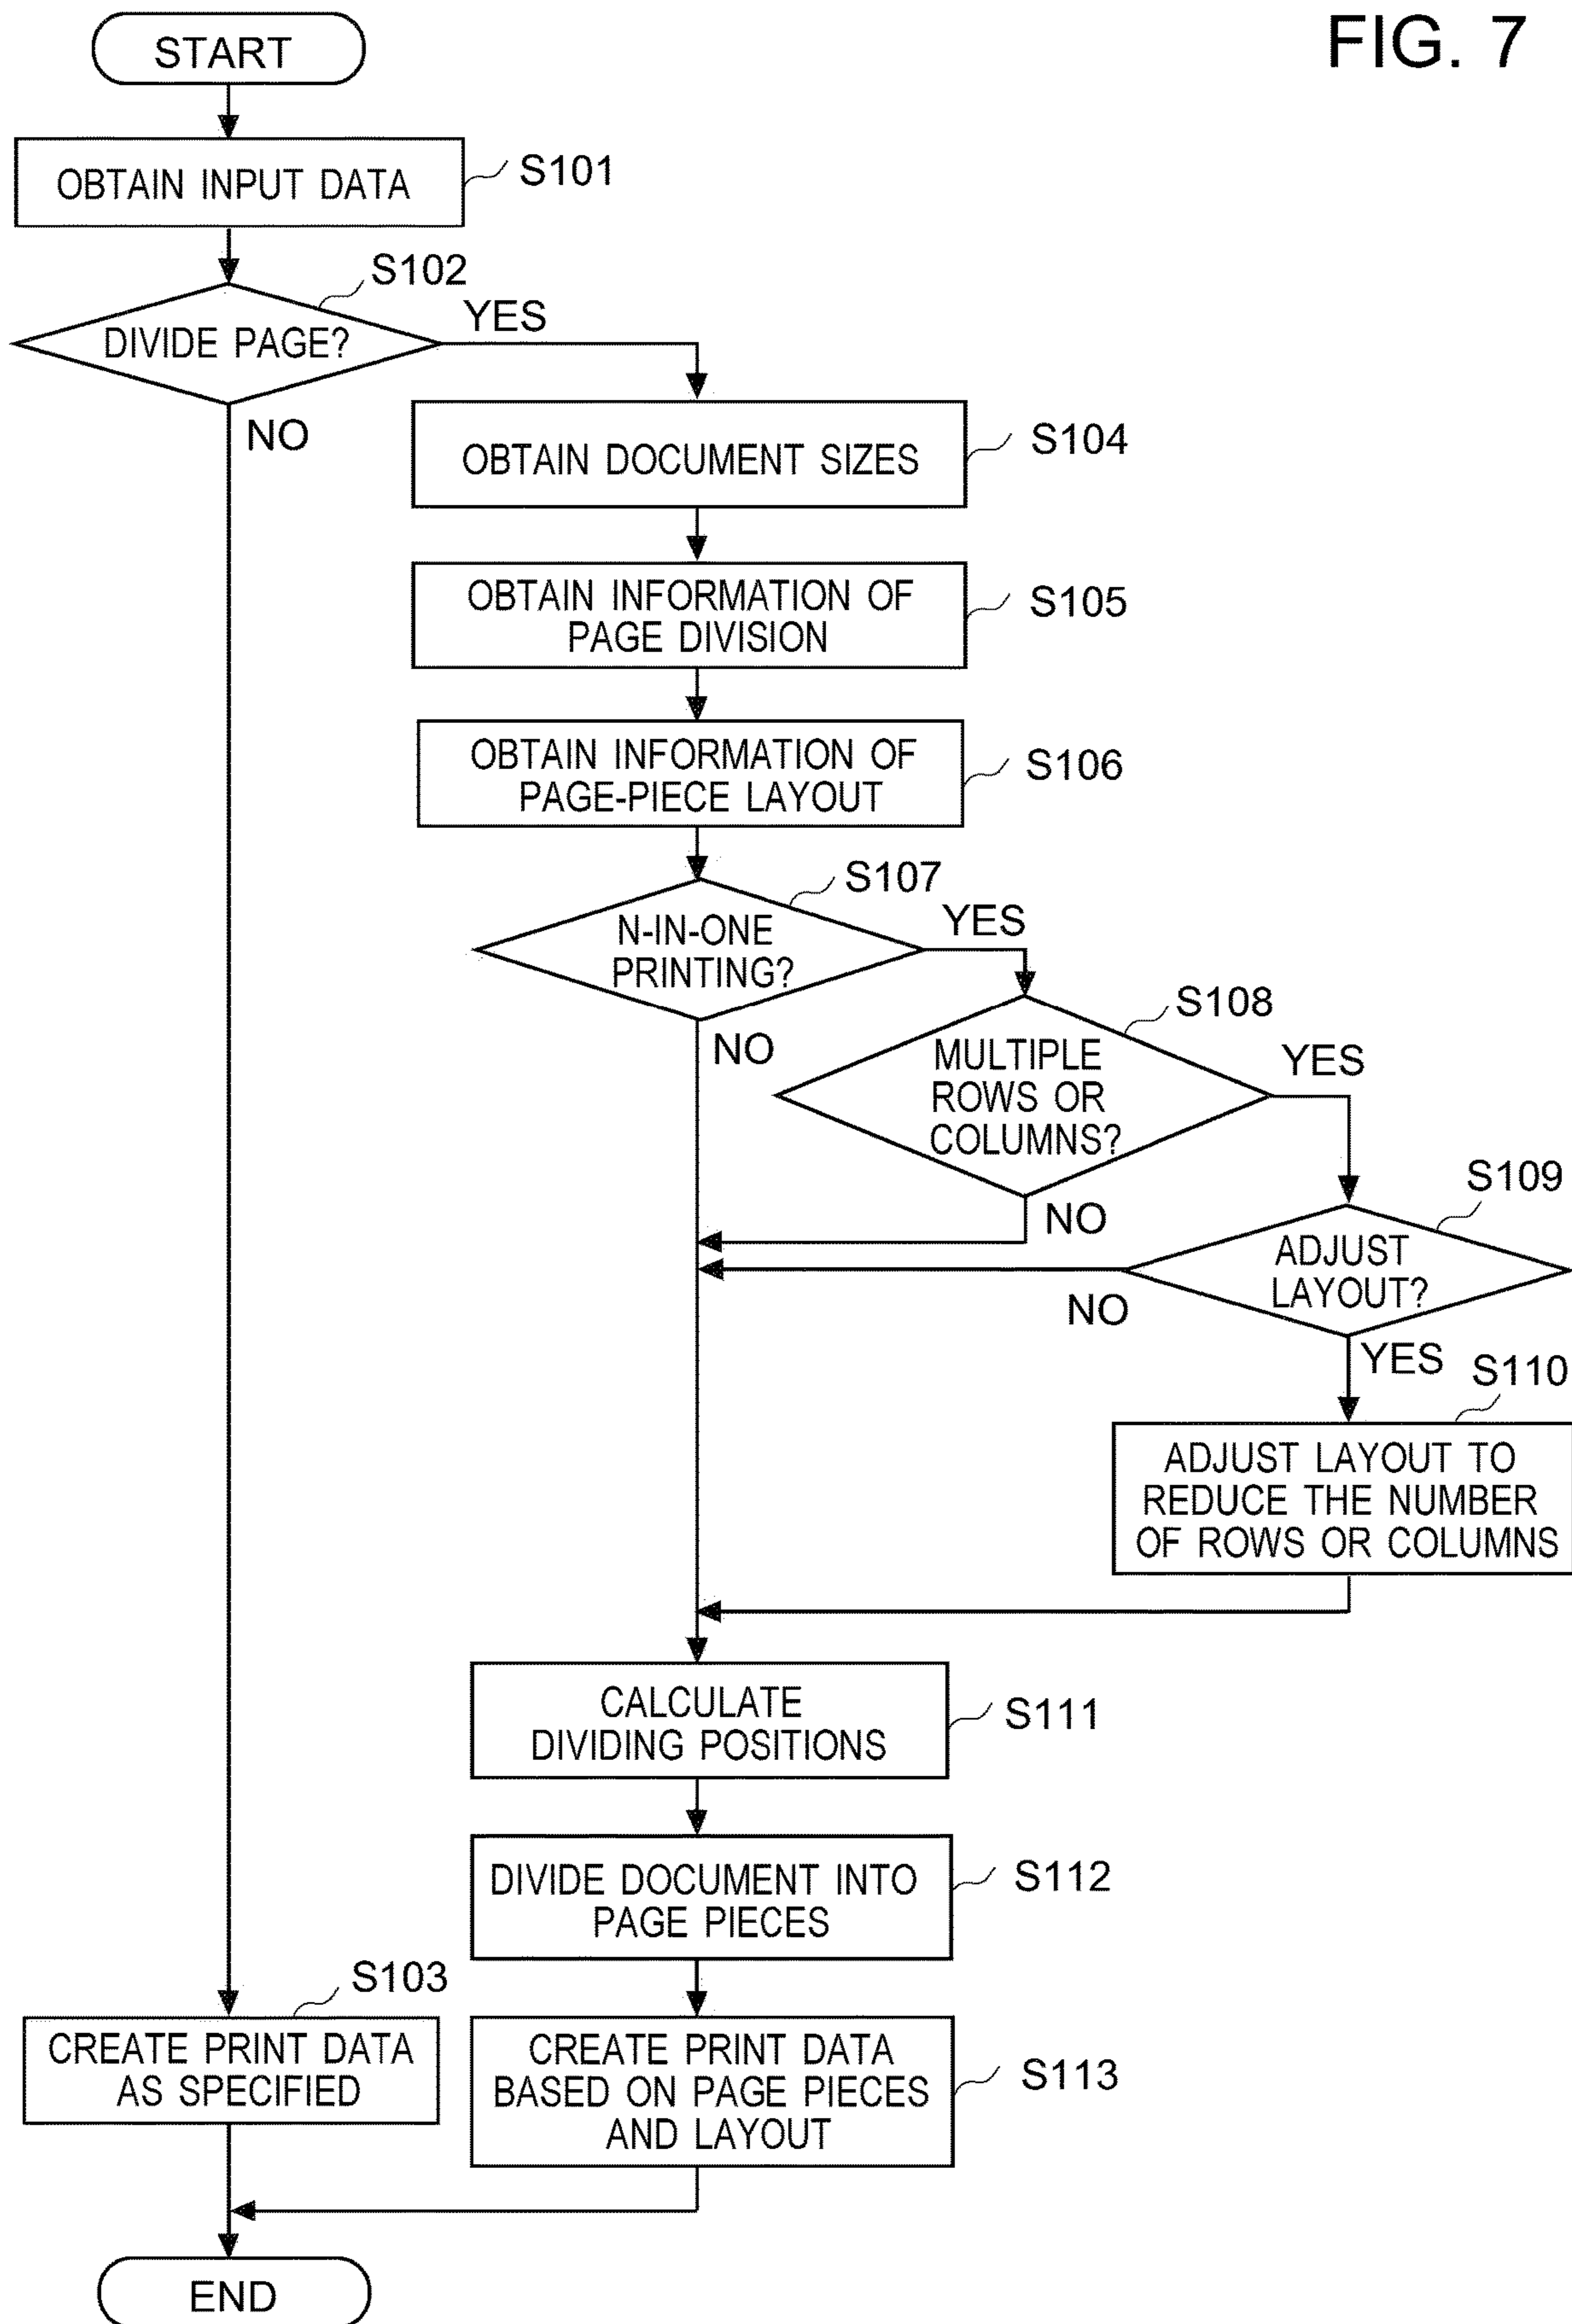 FIG. 7
START
OBTAIN INPUT DATA
S101
S102
DIVIDE PAGE?
YES
NO
OBTAIN DOCUMENT SIZES
S104
OBTAIN INFORMATION OF
PAGE DIVISION
S105
OBTAIN INFORMATION OF
PAGE-PIECE LAYOUT
S106
S107
N-IN-ONE
PRINTING?
YES
NO
S108
MULTIPLE
ROWS OR
COLUMNS?
YES
NO
S109
ADJUST
LAYOUT?
NO
YES
S110
ADJUST LAYOUT TO
REDUCE THE NUMBER
OF ROWS OR COLUMNS
CALCULATE
DIVIDING POSITIONS
S111
DIVIDE DOCUMENT INTO
PAGE PIECES
S112
S103
CREATE PRINT DATA
AS SPECIFIED
CREATE PRINT DATA
BASED ON PAGE PIECES
AND LAYOUT
S113
END